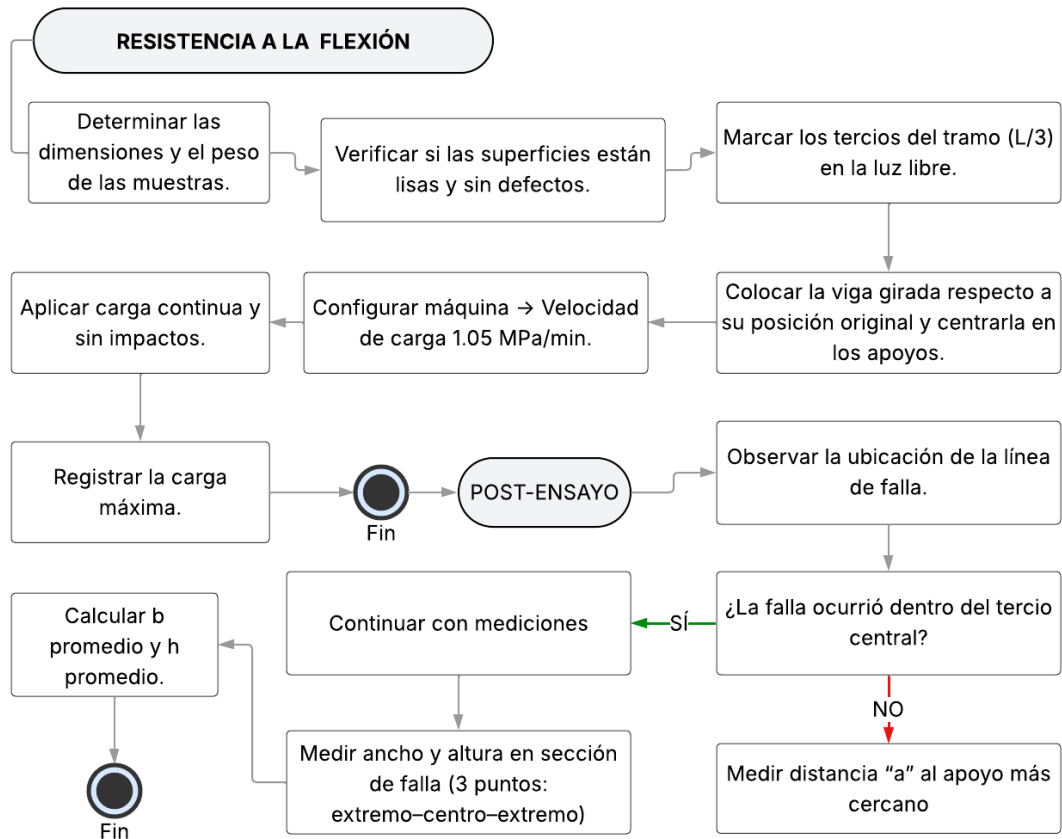 RESISTENCIA A LA FLEXIÓN
Determinar las
dimensiones y el peso
de las muestras.
Verificar si las superficies están
lisas y sin defectos.
Marcar los tercios del tramo (L/3)
en la luz libre.
Colocar la viga girada respecto a
su posición original y centrarla en
los apoyos.
Configurar máquina → Velocidad
de carga 1.05 MPa/min.
Aplicar carga continua y
sin impactos.
Registrar la carga
máxima.
Fin
POST-ENSAYO
Observar la ubicación de la línea
de falla.
¿La falla ocurrió dentro del tercio
central?
SÍ
Continuar con mediciones
Medir ancho y altura en sección
de falla (3 puntos:
extremo–centro–extremo)
Calcular b
promedio y h
promedio.
Fin
NO
Medir distancia “a” al apoyo más
cercano